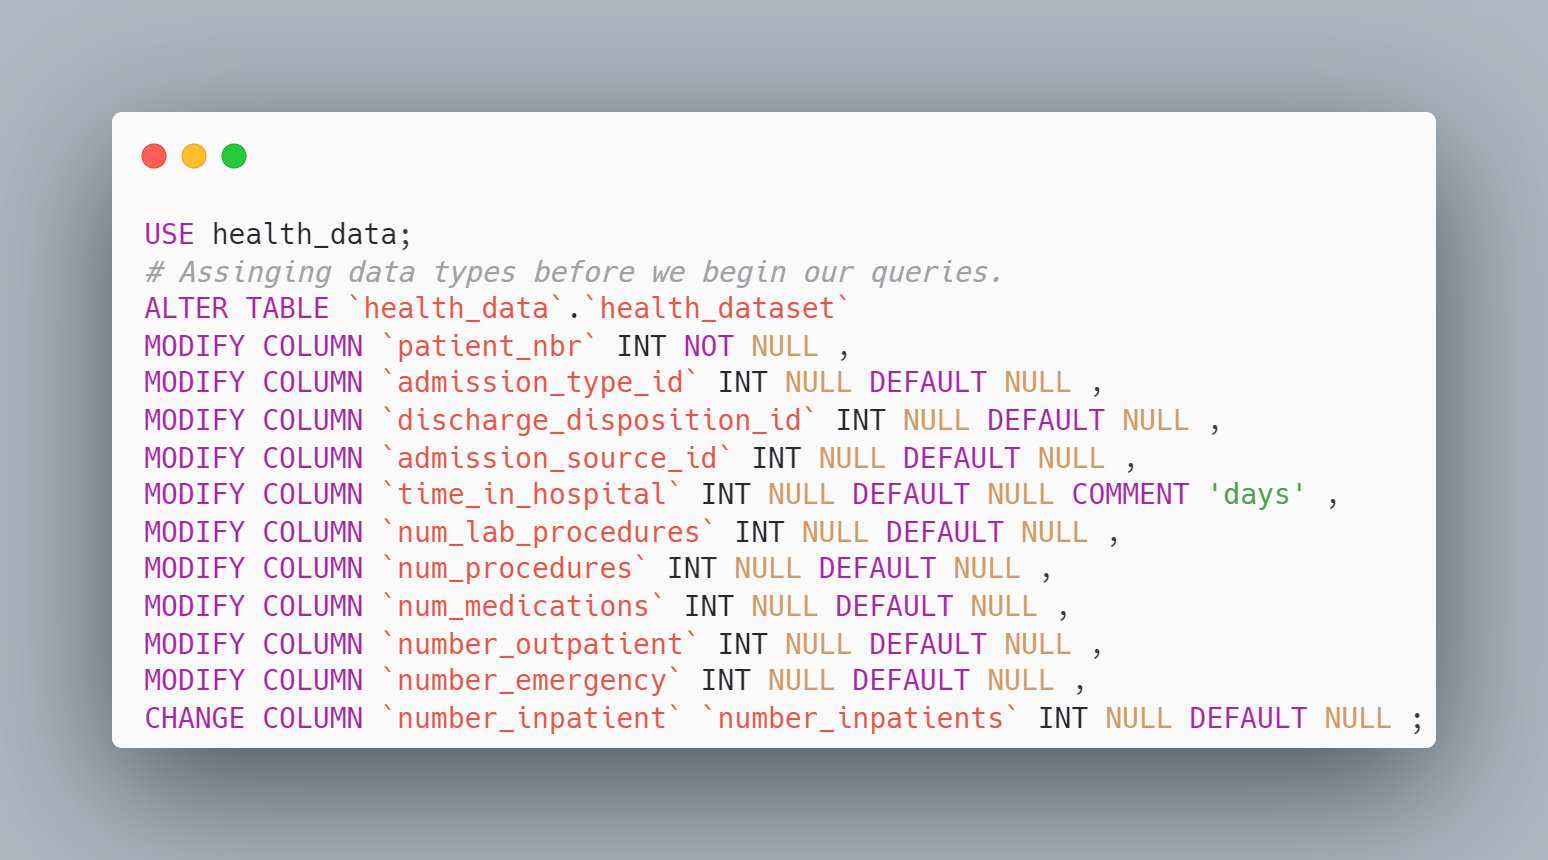 USE health_data;
# Assinging data types before we begin our queries.
ALTER TABLE `health_data`.`health_dataset`
MODIFY COLUMN `patient_nbr` INT NOT NULL ,
MODIFY COLUMN `admission_type_id` INT NULL DEFAULT NULL ,
MODIFY COLUMN `discharge_disposition_id` INT NULL DEFAULT NULL ,
MODIFY COLUMN `admission_source_id` INT NULL DEFAULT NULL ,
MODIFY COLUMN `time_in_hospital` INT NULL DEFAULT NULL COMMENT 'days' ,
MODIFY COLUMN `num_lab_procedures` INT NULL DEFAULT NULL ,
MODIFY COLUMN `num_procedures` INT NULL DEFAULT NULL ,
MODIFY COLUMN `num_medications` INT NULL DEFAULT NULL ,
MODIFY COLUMN `number_outpatient` INT NULL DEFAULT NULL ,
MODIFY COLUMN `number_emergency` INT NULL DEFAULT NULL ,
CHANGE COLUMN `number_inpatient` `number_inpatients` INT NULL DEFAULT NULL ;